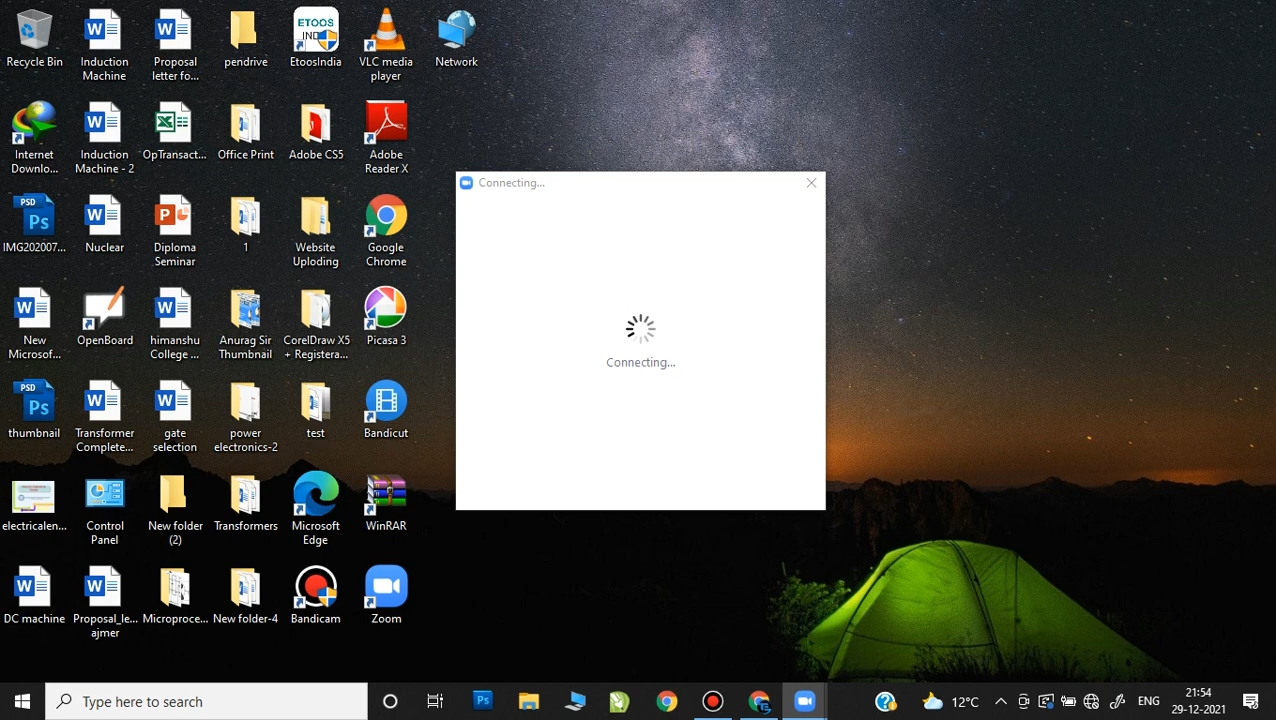 Recycle Bin
Induction
Machine
Proposal
letter fo...
pendrive
ETOOS
EtoosIndia
VLC media
player
Network
Internet
Downlo...
Induction
Machine - 2
OpTransact...
Office Print
Adobe CS5
Adobe
Reader X
PSD
Ps
IMG202007...
Nuclear
Diploma
Seminar
1
Website
Uploding
Google
Chrome
New
Microsof...
OpenBoard
himanshu
College ...
Anurag Sir
Thumbnail
CorelDraw X5
+ Registera...
Picasa 3
PSD
Ps
thumbnail
Transformer
Complete...
gate
selection
power
electronics-2
test
Bandicut
electricalen...
Control
Panel
New folder
(2)
Transformers
Microsoft
Edge
WinRAR
DC machine
Proposal_le...
ajmer
Microproce...
New folder-4
Bandicam
Zoom
Connecting...
Connecting...
Type here to search
Ps
12°C
ENG
21:54
29-12-2021